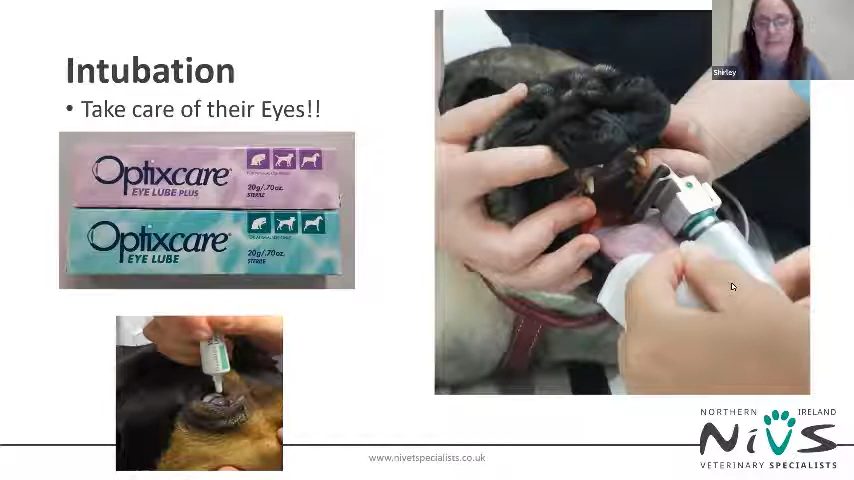 Intubation
• Take care of their Eyes!!
Optixcare®
EYE LUBE PLUS
20g/.70oz.
STERILE
Optixcare®
EYE LUBE
20g/.70oz.
STERILE
Shirley
www.nivetspecialists.co.uk
NORTHERN IRELAND
NiVS
VETERINARY SPECIALISTS